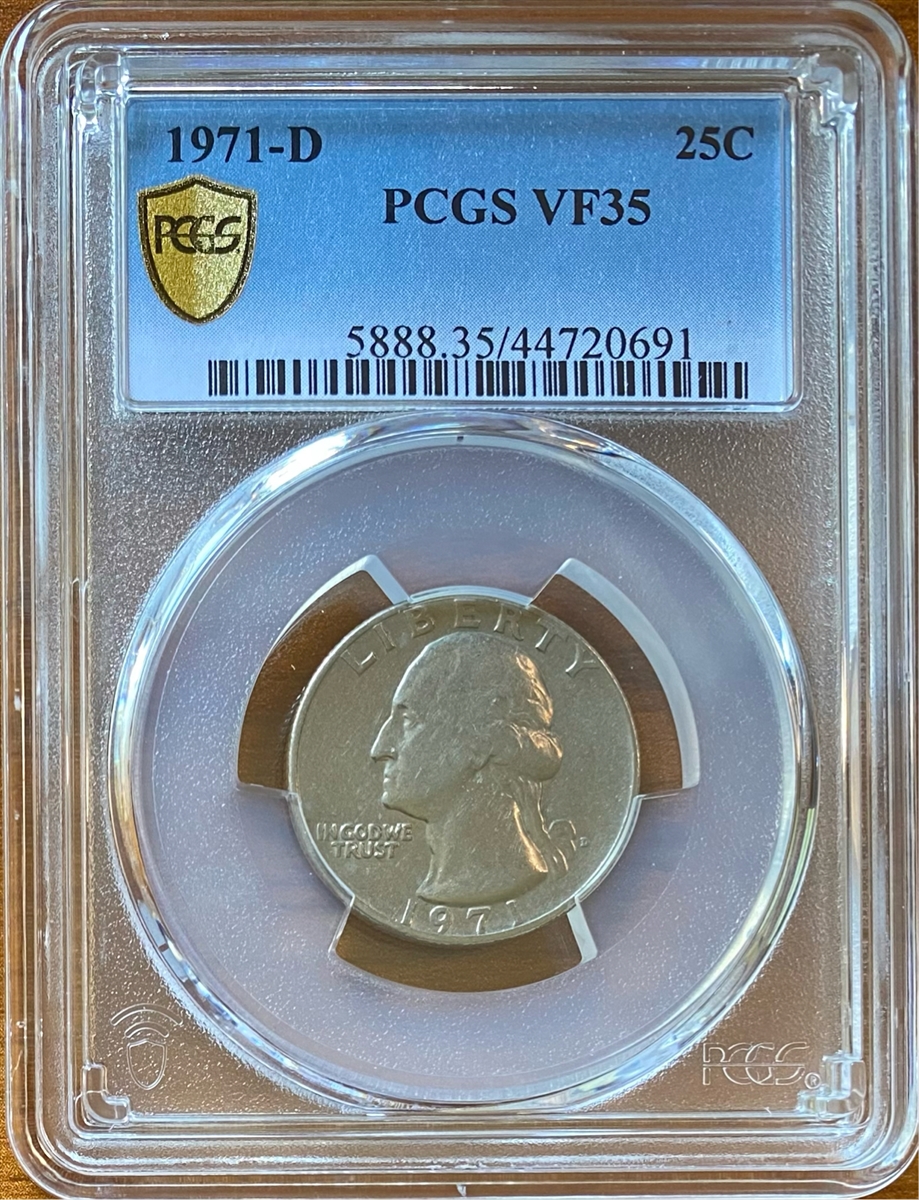 1971-D 25C
PCGS VF35
PCGS
5888.35/44720691
LIBERTY
IN GOD WE
TRUST
D
1971
PCGS®